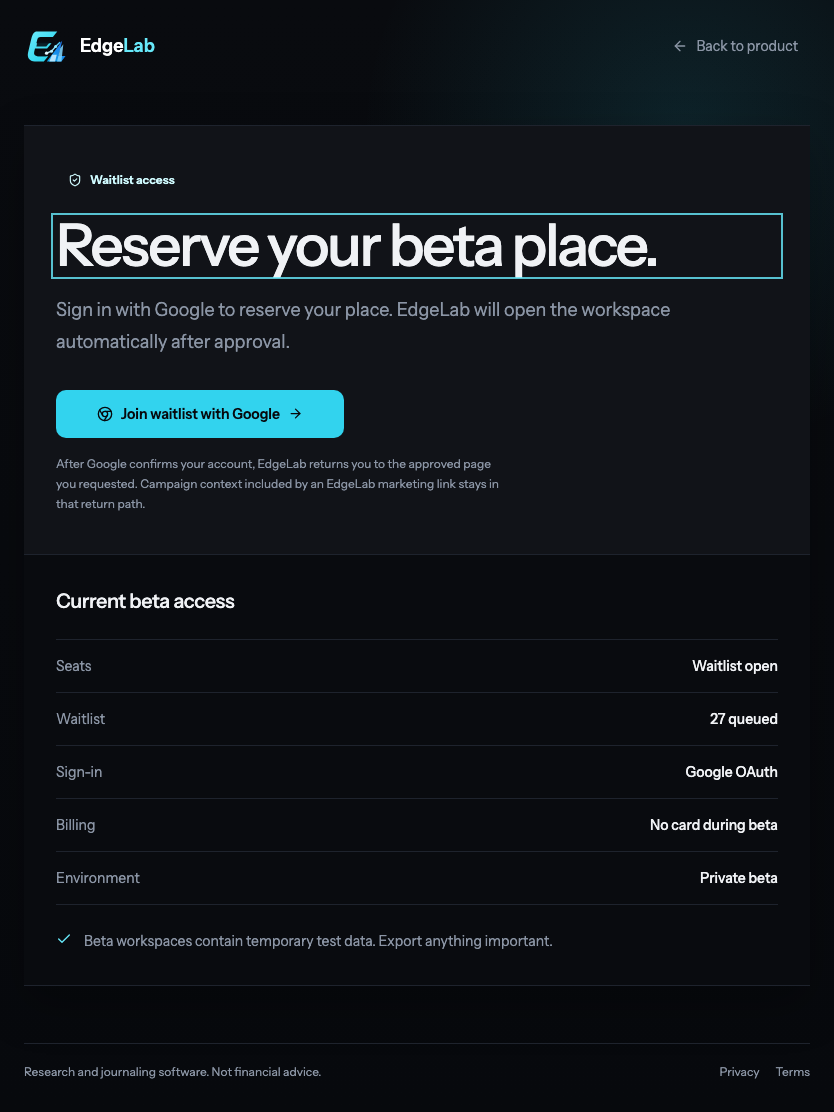 EdgeLab
Back to product
Waitlist access
Reserve your beta place.
Sign in with Google to reserve your place. EdgeLab will open the workspace
automatically after approval.
Join waitlist with Google
After Google confirms your account, EdgeLab returns you to the approved page
you requested. Campaign context included by an EdgeLab marketing link stays in
that return path.
Current beta access
Seats Waitlist open
Waitlist 27 queued
Sign-in Google OAuth
Billing No card during beta
Environment Private beta
Beta workspaces contain temporary test data. Export anything important.
Research and journaling software. Not financial advice. Privacy Terms